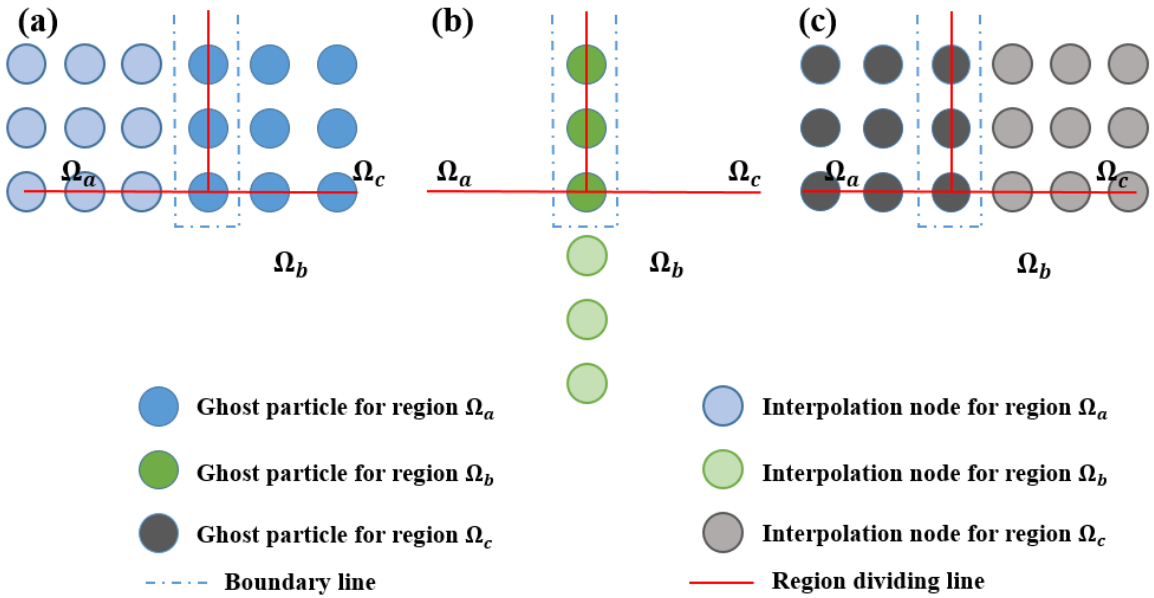 (a)
(b)
(c)
Ωa
Ωc
Ωa
Ωc
Ωa
Ωc
Ωb
Ωb
Ωb
Ghost particle for region Ωa
Interpolation node for region Ωa
Ghost particle for region Ωb
Interpolation node for region Ωb
Ghost particle for region Ωc
Interpolation node for region Ωc
Boundary line
Region dividing line